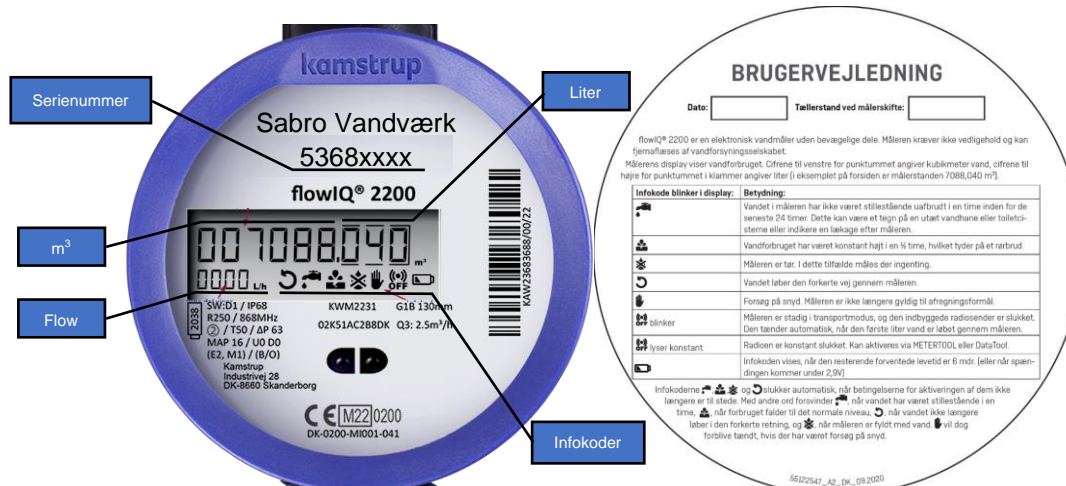 kamstrup
Serienummer
Liter
Sabro Vandværk
5368xxxx
flowIQ® 2200
m³
007088.040 m³
0000 L/h
OFF
Flow
2038
SW:D1 / IP68
R250 / 868MHz
② / T50 / ΔP 63
MAP 16 / U0 D0
(E2, M1) / (B/O)
Kamstrup
Industrivej 28
DK-8660 Skanderborg
KWM2231
G1B 130mm
02K51AC2B8DK
Q3: 2.5m³/h
KAW23683688/00/22
CE M22 0200
DK-0200-MI001-041
Infokoder
BRUGERVEJLEDNING
Dato:
Tællerstand ved målerskifte:
flowIQ® 2200 er en elektronisk vandmåler uden bevægelige dele. Måleren kræver ikke vedligehold og kan
fjernaflæses af vandforsyningsselskabet.
Målerens display viser vandforbruget. Cifrene til venstre for punktummet angiver kubikmeter vand, cifrene til
højre for punktummet i klammer angiver liter (i eksemplet på forsiden er målerstanden 7088,040 m³).
Infokode blinker i display:
Betydning:
Vandet i måleren har ikke været stillestående uafbrudt i en time inden for de
seneste 24 timer. Dette kan være et tegn på en utæt vandhane eller toiletci-
sterne eller indikere en lækage efter måleren.
Vandforbruget har været konstant højt i en ½ time, hvilket tyder på et rørbrud.
Måleren er tør. I dette tilfælde måles der ingenting.
Vandet løber den forkerte vej gennem måleren.
Forsøg på snyd. Måleren er ikke længere gyldig til afregningsformål.
OFF blinker
Måleren er stadig i transportmodus, og den indbyggede radiosender er slukket.
Den tænder automatisk, når den første liter vand er løbet gennem måleren.
OFF lyser konstant
Radioen er konstant slukket. Kan aktiveres via METERTOOL eller DataTool.
Infokoden vises, når den resterende forventede levetid er 6 mdr. (eller når spæn-
dingen kommer under 2,9V)
Infokoderne , og slukker automatisk, når betingelserne for aktiveringen af dem ikke
længere er til stede. Med andre ord forsvinder , når vandet har været stillestående i en
time, , når forbruget falder til det normale niveau, , når vandet ikke længere
løber i den forkerte retning, og , når måleren er fyldt med vand. vil dog
forblive tændt, hvis der har været forsøg på snyd.
55122547_A2_DK_09.2020